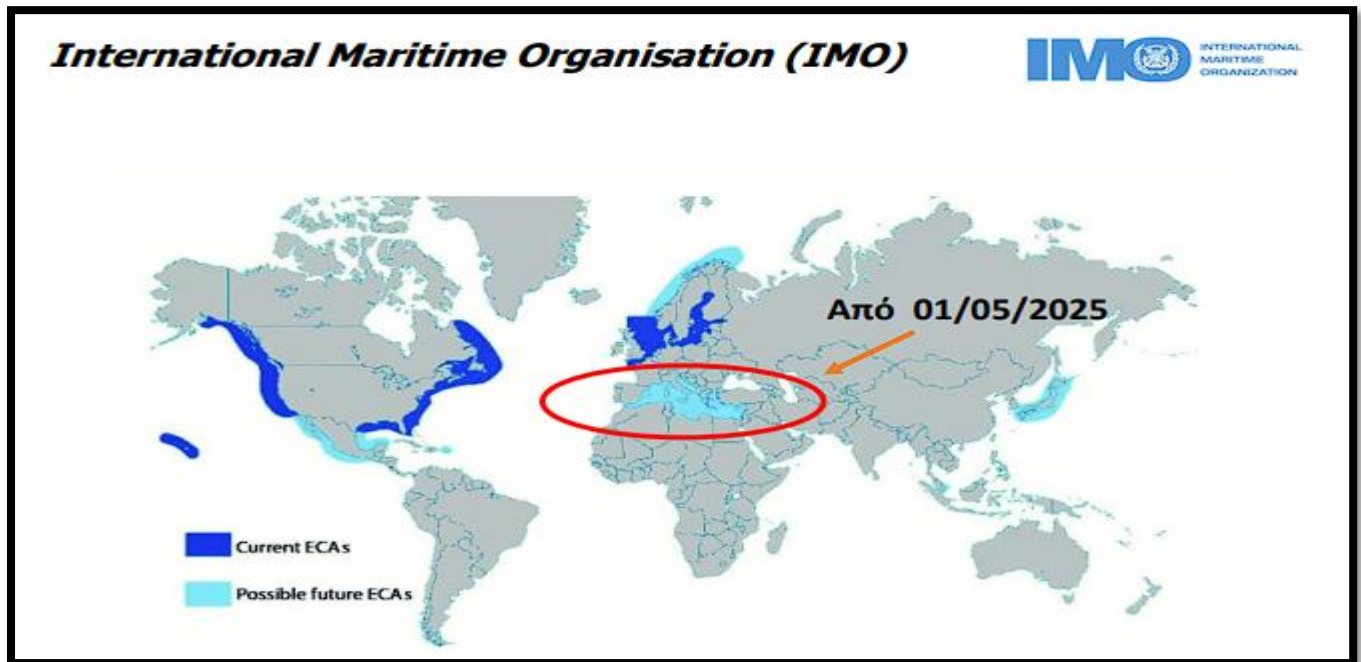 International Maritime Organisation (IMO)
IMO
INTERNATIONAL
MARITIME
ORGANIZATION
Από 01/05/2025
Current ECAs
Possible future ECAs